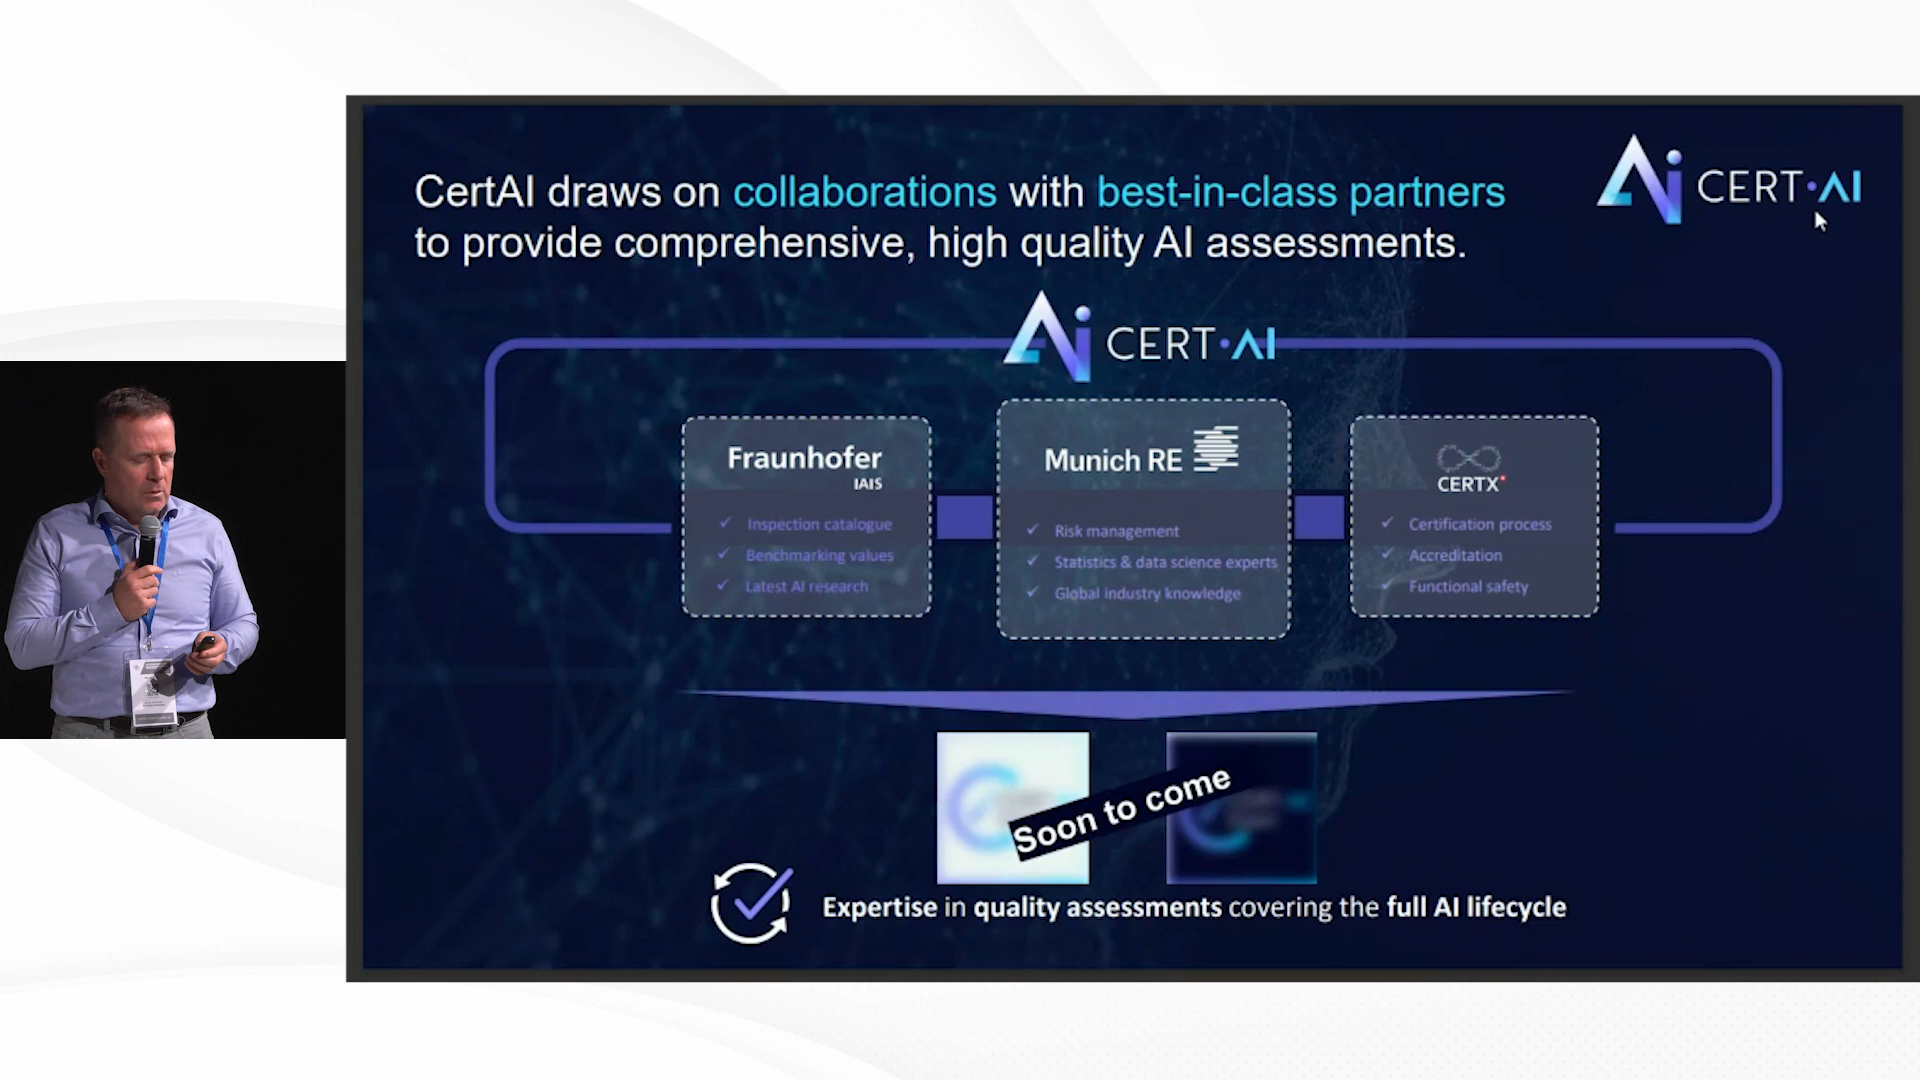 CertAI draws on collaborations with best-in-class partners
to provide comprehensive, high quality AI assessments.
Ai CERT·AI
Ai CERT·AI
Fraunhofer
IAIS
✓ Inspection catalogue
✓ Benchmarking values
✓ Latest AI research
Munich RE
✓ Risk management
✓ Statistics & data science experts
✓ Global industry knowledge
CERTX
✓ Certification process
✓ Accreditation
✓ Functional safety
Soon to come
Expertise in quality assessments covering the full AI lifecycle